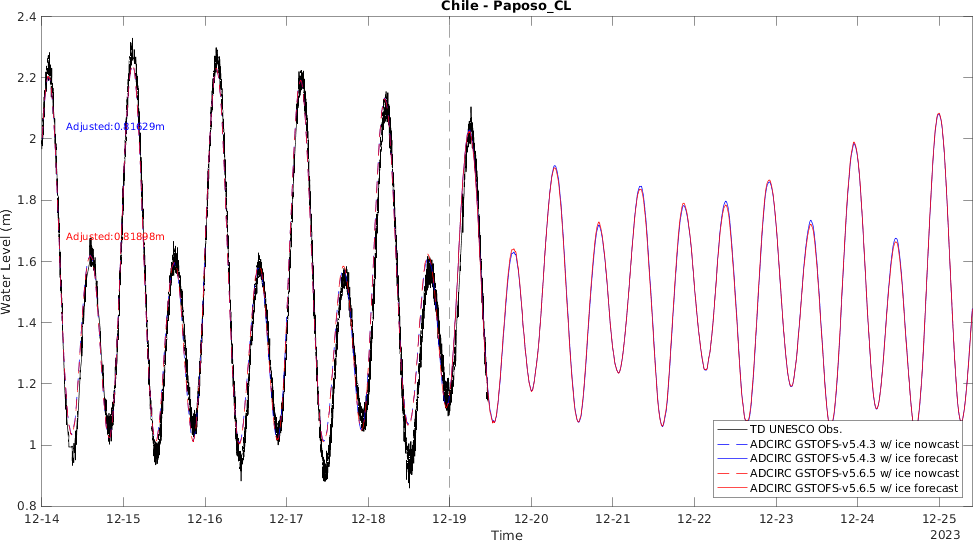 Chile - Paposo_CL
2.4
2.2
2
1.8
1.6
1.4
1.2
1
0.8
Water Level (m)
Adjusted:0.81629m
Adjusted:0.81898m
TD UNESCO Obs.
ADCIRC GSTOFS-v5.4.3 w/ ice nowcast
ADCIRC GSTOFS-v5.4.3 w/ ice forecast
ADCIRC GSTOFS-v5.6.5 w/ ice nowcast
ADCIRC GSTOFS-v5.6.5 w/ ice forecast
12-14 12-15 12-16 12-17 12-18 12-19 12-20 12-21 12-22 12-23 12-24 12-25
Time
2023